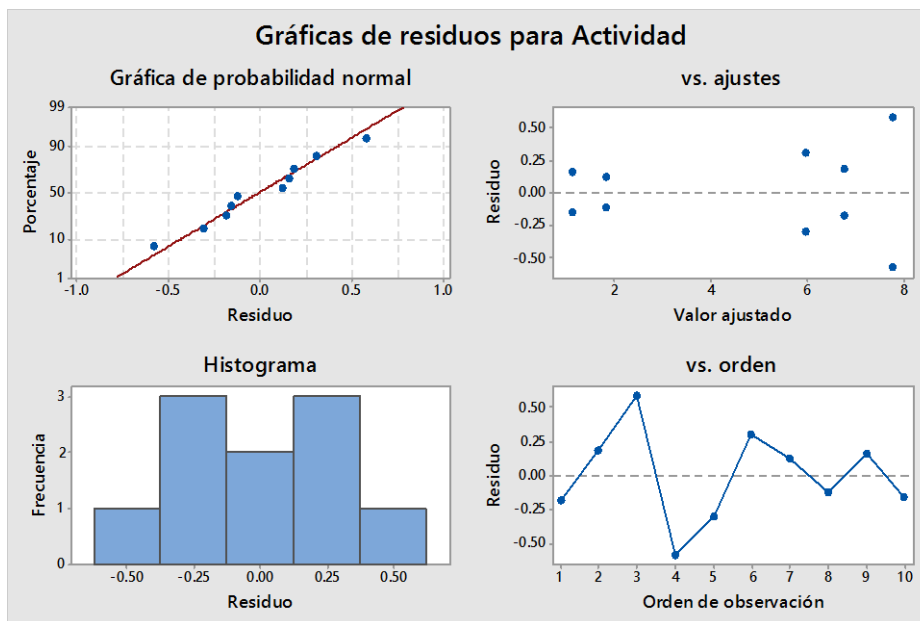 Gráficas de residuos para Actividad
Gráfica de probabilidad normal
99
90
50
10
1
Porcentaje
-1.0 -0.5 0.0 0.5 1.0
Residuo
vs. ajustes
0.50
0.25
0.00
-0.25
-0.50
Residuo
2 4 6 8
Valor ajustado
Histograma
3
2
1
0
Frecuencia
-0.50 -0.25 0.00 0.25 0.50
Residuo
vs. orden
0.50
0.25
0.00
-0.25
-0.50
Residuo
1 2 3 4 5 6 7 8 9 10
Orden de observación